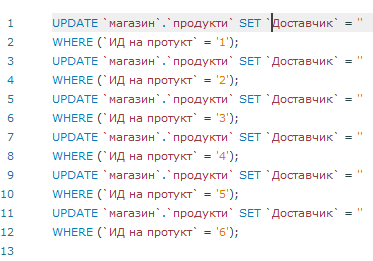 1 UPDATE `магазин`.`продукти` SET `Доставчик` = ''
2 WHERE (`ИД на протукт` = '1');
3 UPDATE `магазин`.`продукти` SET `Доставчик` = ''
4 WHERE (`ИД на протукт` = '2');
5 UPDATE `магазин`.`продукти` SET `Доставчик` = ''
6 WHERE (`ИД на протукт` = '3');
7 UPDATE `магазин`.`продукти` SET `Доставчик` = ''
8 WHERE (`ИД на протукт` = '4');
9 UPDATE `магазин`.`продукти` SET `Доставчик` = ''
10 WHERE (`ИД на протукт` = '5');
11 UPDATE `магазин`.`продукти` SET `Доставчик` = ''
12 WHERE (`ИД на протукт` = '6');
13